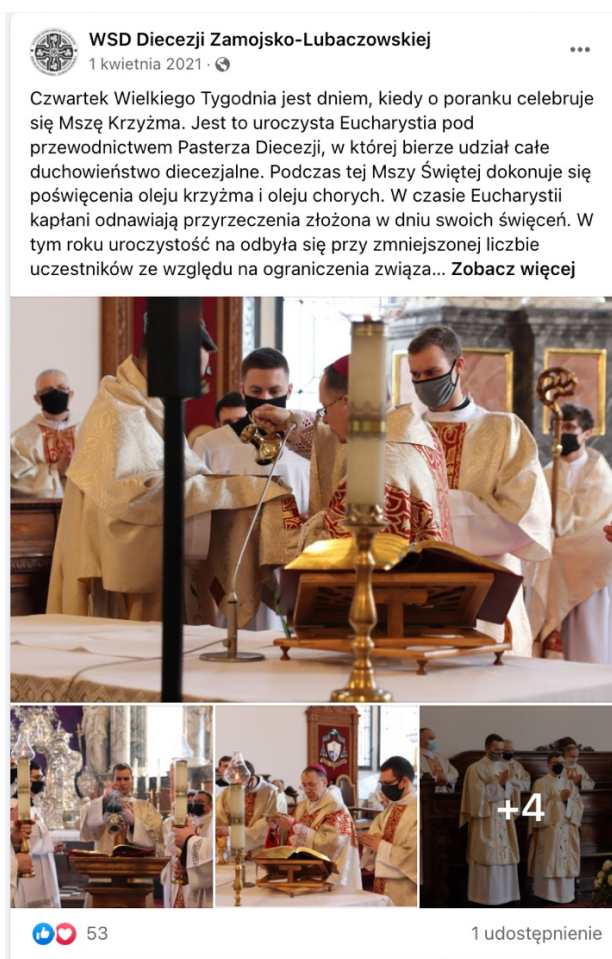 WSD Diecezji Zamojsko-Lubaczowskiej
1 kwietnia 2021 ·
Czwartek Wielkiego Tygodnia jest dniem, kiedy o poranku celebruje
się Mszę Krzyżma. Jest to uroczysta Eucharystia pod
przewodnictwem Pasterza Diecezji, w której bierze udział całe
duchowieństwo diecezjalne. Podczas tej Mszy Świętej dokonuje się
poświęcenia oleju krzyżma i oleju chorych. W czasie Eucharystii
kapłani odnawiają przyrzeczenia złożona w dniu swoich święceń. W
tym roku uroczystość na odbyła się przy zmniejszonej liczbie
uczestników ze względu na ograniczenia związa... Zobacz więcej
+4
53
1 udostępnienie